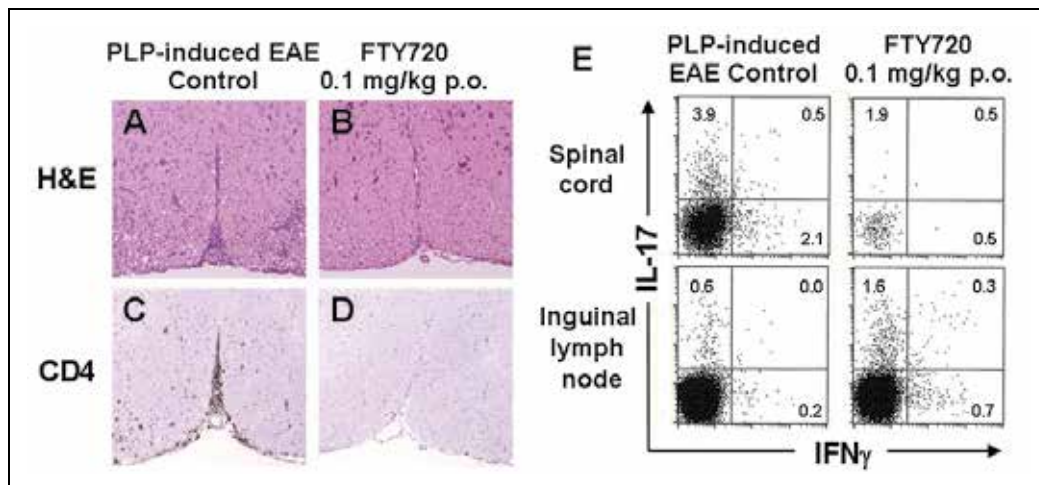 PLP-induced EAE
Control
FTY720
0.1 mg/kg p.o.
H&E
A
B
CD4
C
D
E
PLP-induced
EAE Control
FTY720
0.1 mg/kg p.o.
Spinal
cord
3.9
0.5
2.1
1.9
0.5
0.5
IL-17
Inguinal
lymph
node
0.6
0.0
0.2
1.6
0.3
0.7
IFNγ